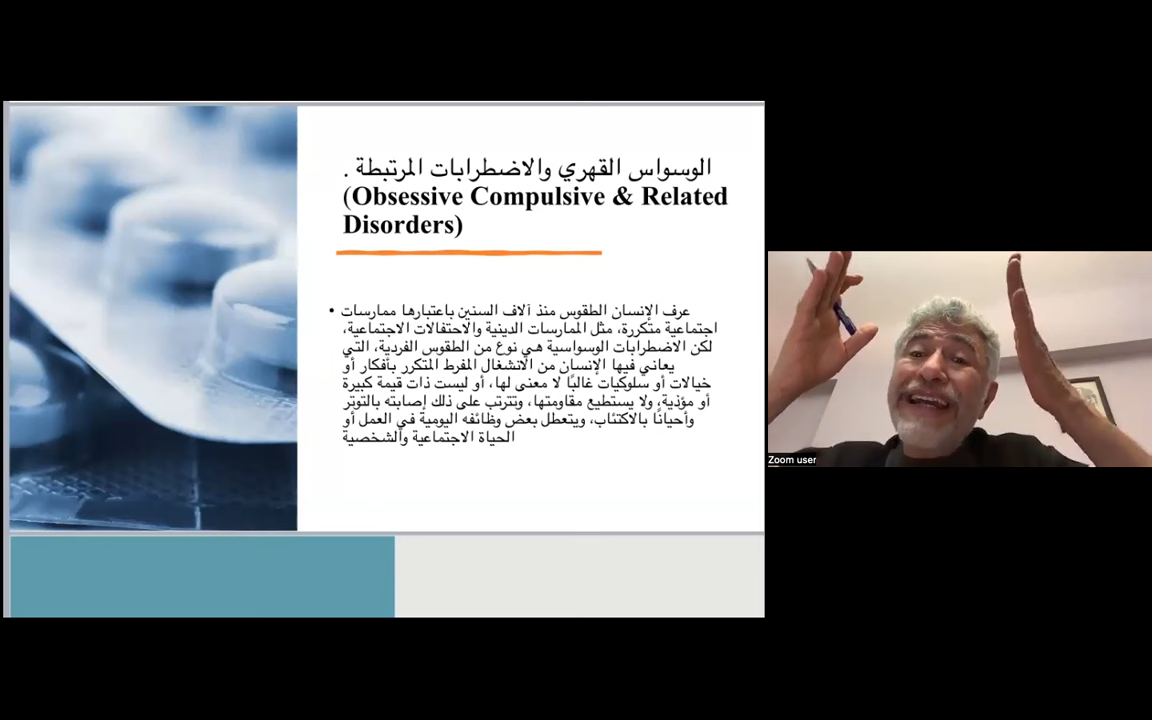 الوسواس القهري والاضطرابات المرتبطة .
(Obsessive Compulsive & Related
Disorders)
• عرف الإنسان الطقوس منذ آلاف السنين باعتبارها ممارسات
اجتماعية متكررة، مثل الممارسات الدينية والاحتفالات الاجتماعية،
لكن الاضطرابات الوسواسية هي نوع من الطقوس الفردية، التي
يعاني فيها الإنسان من الانشغال المفرط المتكرر بأفكار أو
خيالات أو سلوكيات غالبًا لا معنى لها، أو ليست ذات قيمة كبيرة
أو مؤذية، ولا يستطيع مقاومتها، وتترتب على ذلك إصابته بالتوتر
وأحيانًا بالاكتئاب، ويتعطل بعض وظائفه اليومية في العمل أو
الحياة الاجتماعية والشخصية
Zoom user